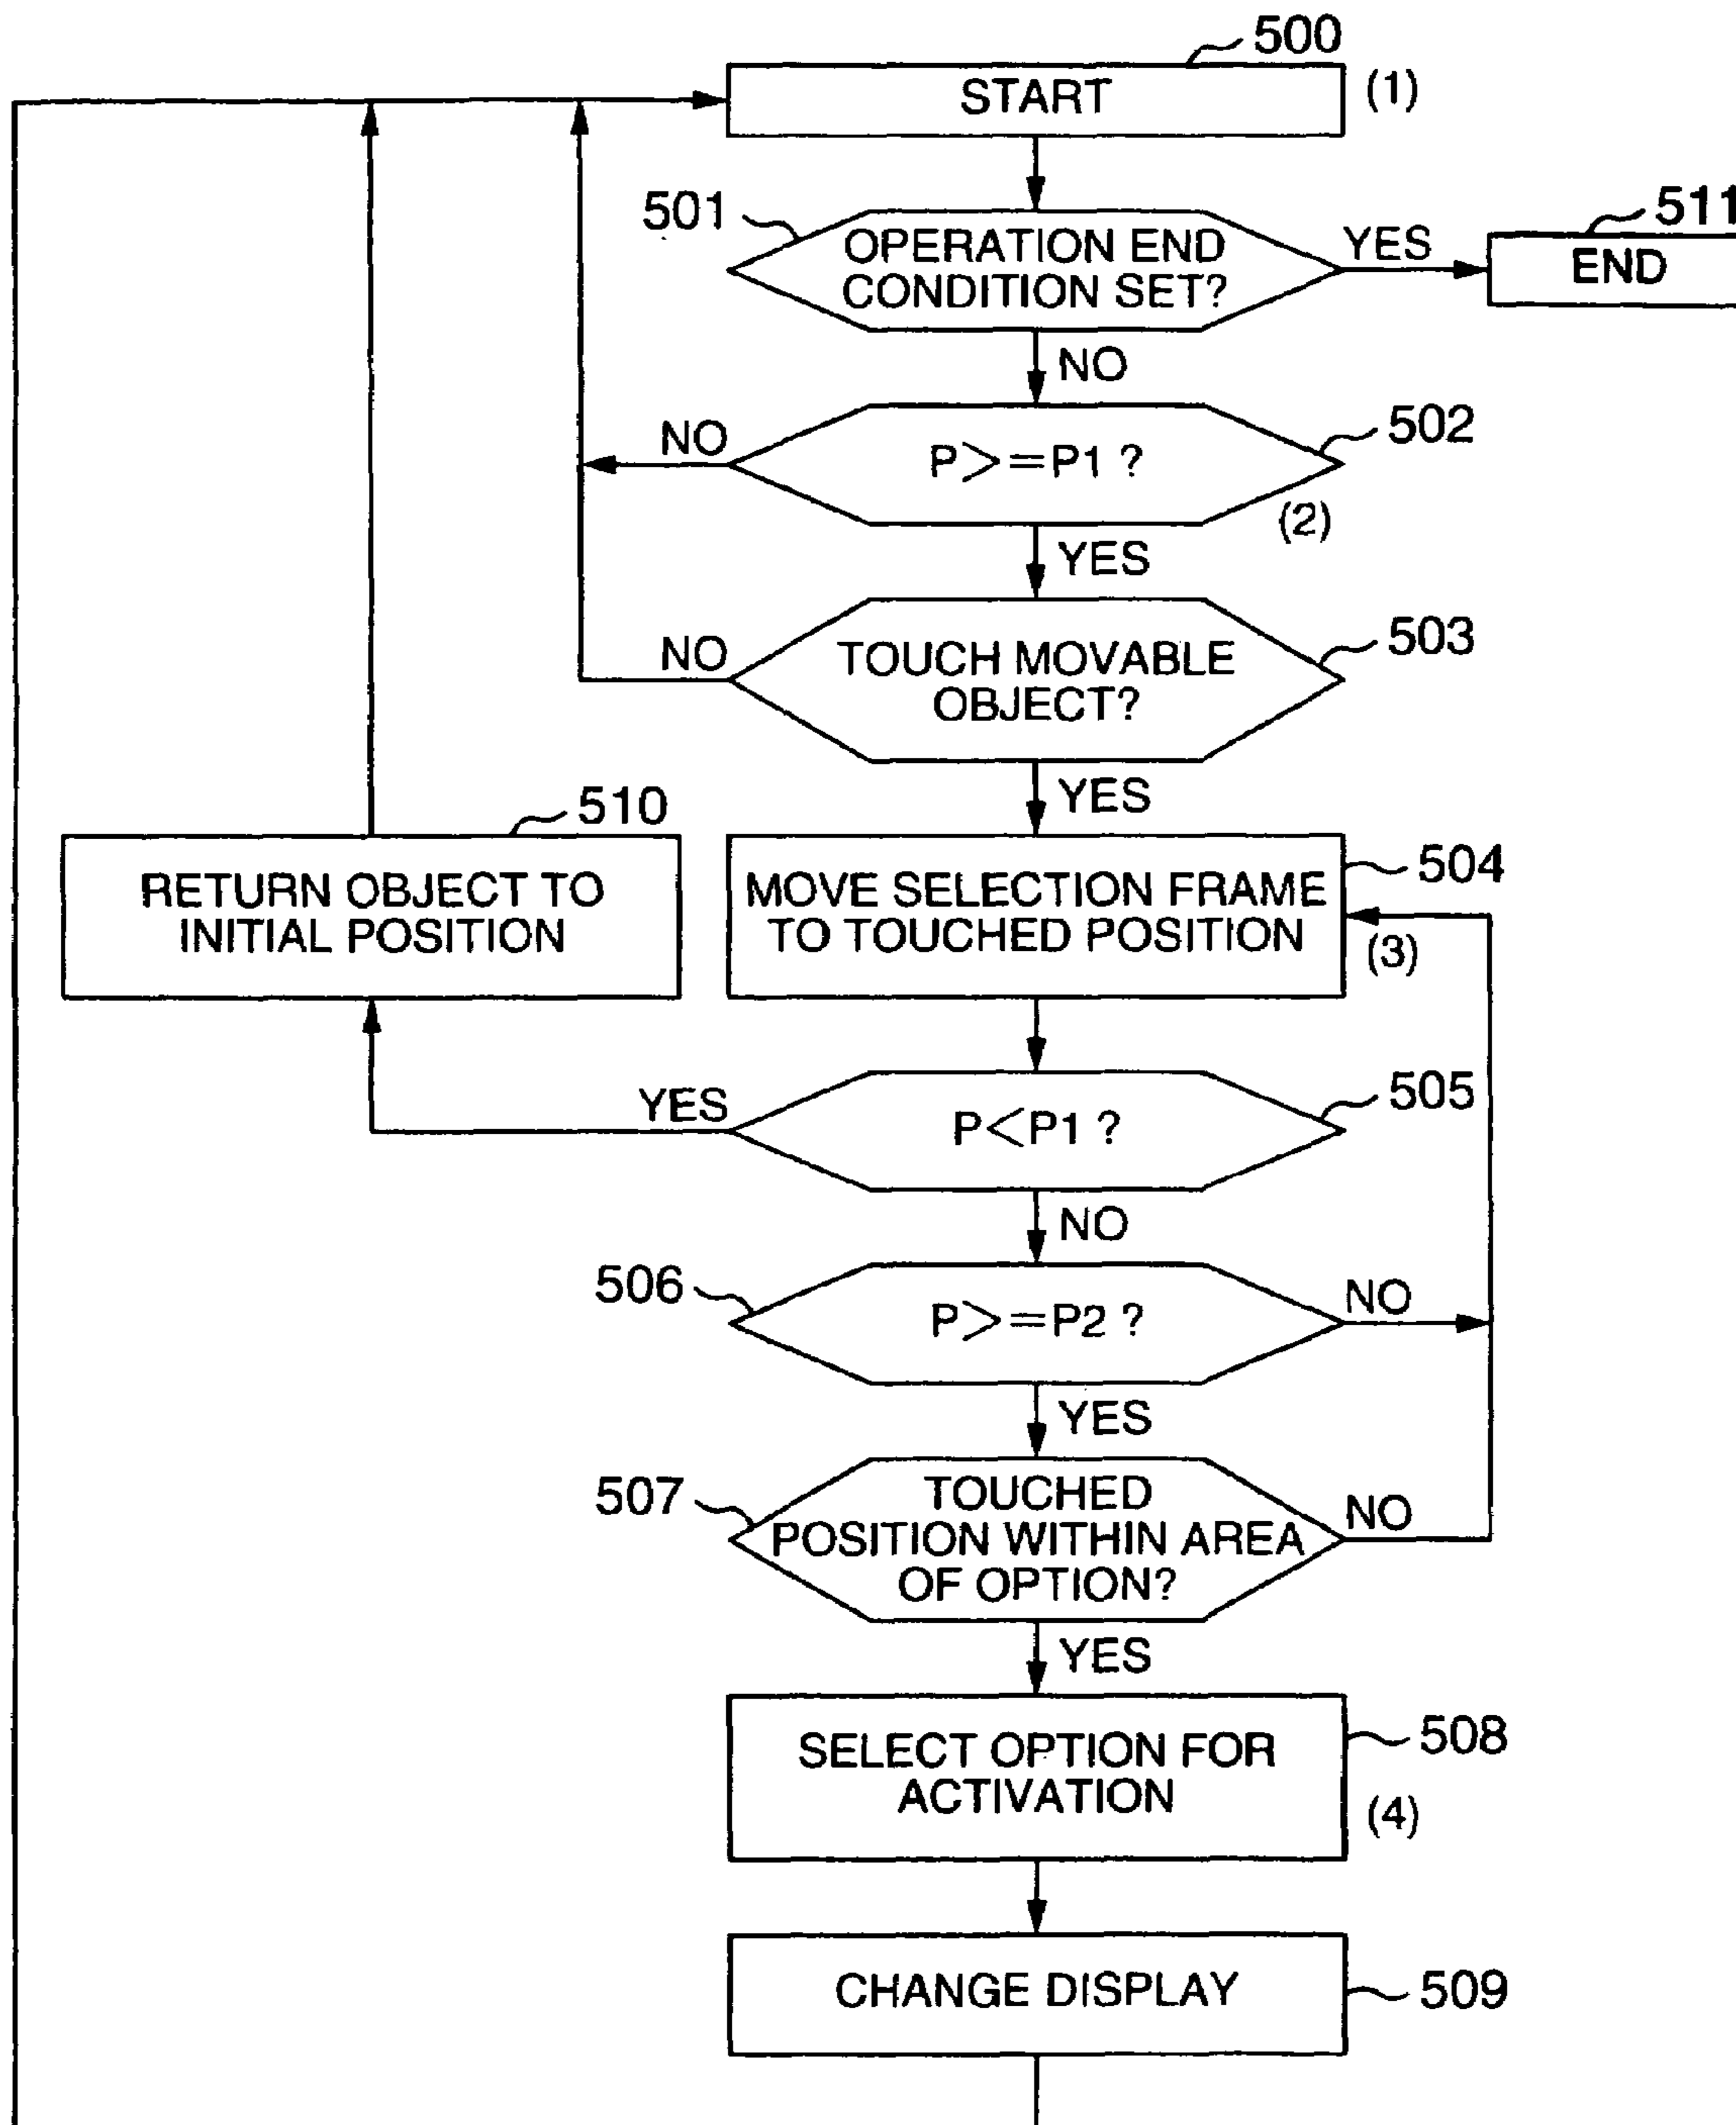 500
START
(1)
501
OPERATION END
CONDITION SET?
YES
511
END
NO
502
P>=P1 ?
NO
(2)
YES
503
TOUCH MOVABLE
OBJECT?
NO
YES
510
RETURN OBJECT TO
INITIAL POSITION
504
MOVE SELECTION FRAME
TO TOUCHED POSITION
(3)
505
P<P1 ?
YES
NO
506
P>=P2 ?
NO
YES
507
TOUCHED
POSITION WITHIN AREA
OF OPTION?
NO
YES
508
SELECT OPTION FOR
ACTIVATION
(4)
CHANGE DISPLAY
509